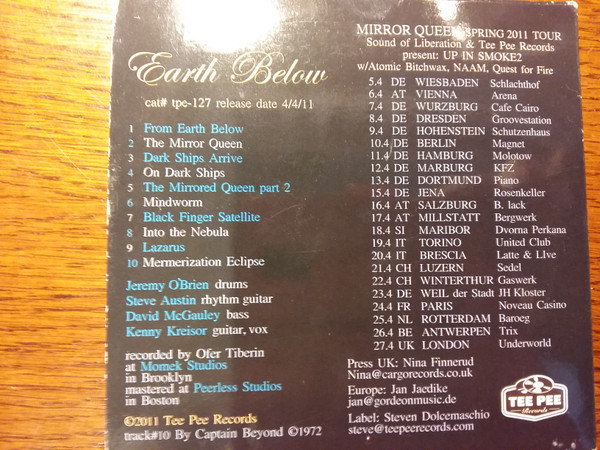 Earth Below
cat# tpe-127 release date 4/4/11
1 From Earth Below
2 The Mirror Queen
3 Dark Ships Arrive
4 On Dark Ships
5 The Mirrored Queen part 2
6 Mindworm
7 Black Finger Satellite
8 Into the Nebula
9 Lazarus
10 Mermerization Eclipse
Jeremy O'Brien drums
Steve Austin rhythm guitar
David McGauley bass
Kenny Kreisor guitar, vox
recorded by Ofer Tiberin
at Momek Studios
in Brooklyn
mastered at Peerless Studios
in Boston
©2011 Tee Pee Records
track#10 By Captain Beyond ©1972
MIRROR QUEEN SPRING 2011 TOUR
Sound of Liberation & Tee Pee Records
present: UP IN SMOKE2
w/Atomic Bitchwax, NAAM, Quest for Fire
5.4 DE WIESBADEN Schlachthof
6.4 AT VIENNA Arena
7.4 DE WURZBURG Cafe Cairo
8.4 DE DRESDEN Groovestation
9.4 DE HOHENSTEIN Schutzenhaus
10.4 DE BERLIN Magnet
11.4 DE HAMBURG Molotow
12.4 DE MARBURG KFZ
13.4 DE DORTMUND Piano
15.4 DE JENA Rosenkeller
16.4 AT SALZBURG B. lack
17.4 AT MILLSTATT Bergwerk
18.4 SI MARIBOR Dvorna Perkana
19.4 IT TORINO United Club
20.4 IT BRESCIA Latte & LIve
21.4 CH LUZERN Sedel
22.4 CH WINTERTHUR Gaswerk
23.4 DE WEIL der Stadt JH Kloster
24.4 FR PARIS Noveau Casino
25.4 NL ROTTERDAM Baroeg
26.4 BE ANTWERPEN Trix
27.4 UK LONDON Underworld
Press UK: Nina Finnerud
Nina@cargorecords.co.uk
Europe: Jan Jaedike
jan@gordeonmusic.de
Label: Steven Dolcemaschio
steve@teepeerecords.com
TEE PEE
Records